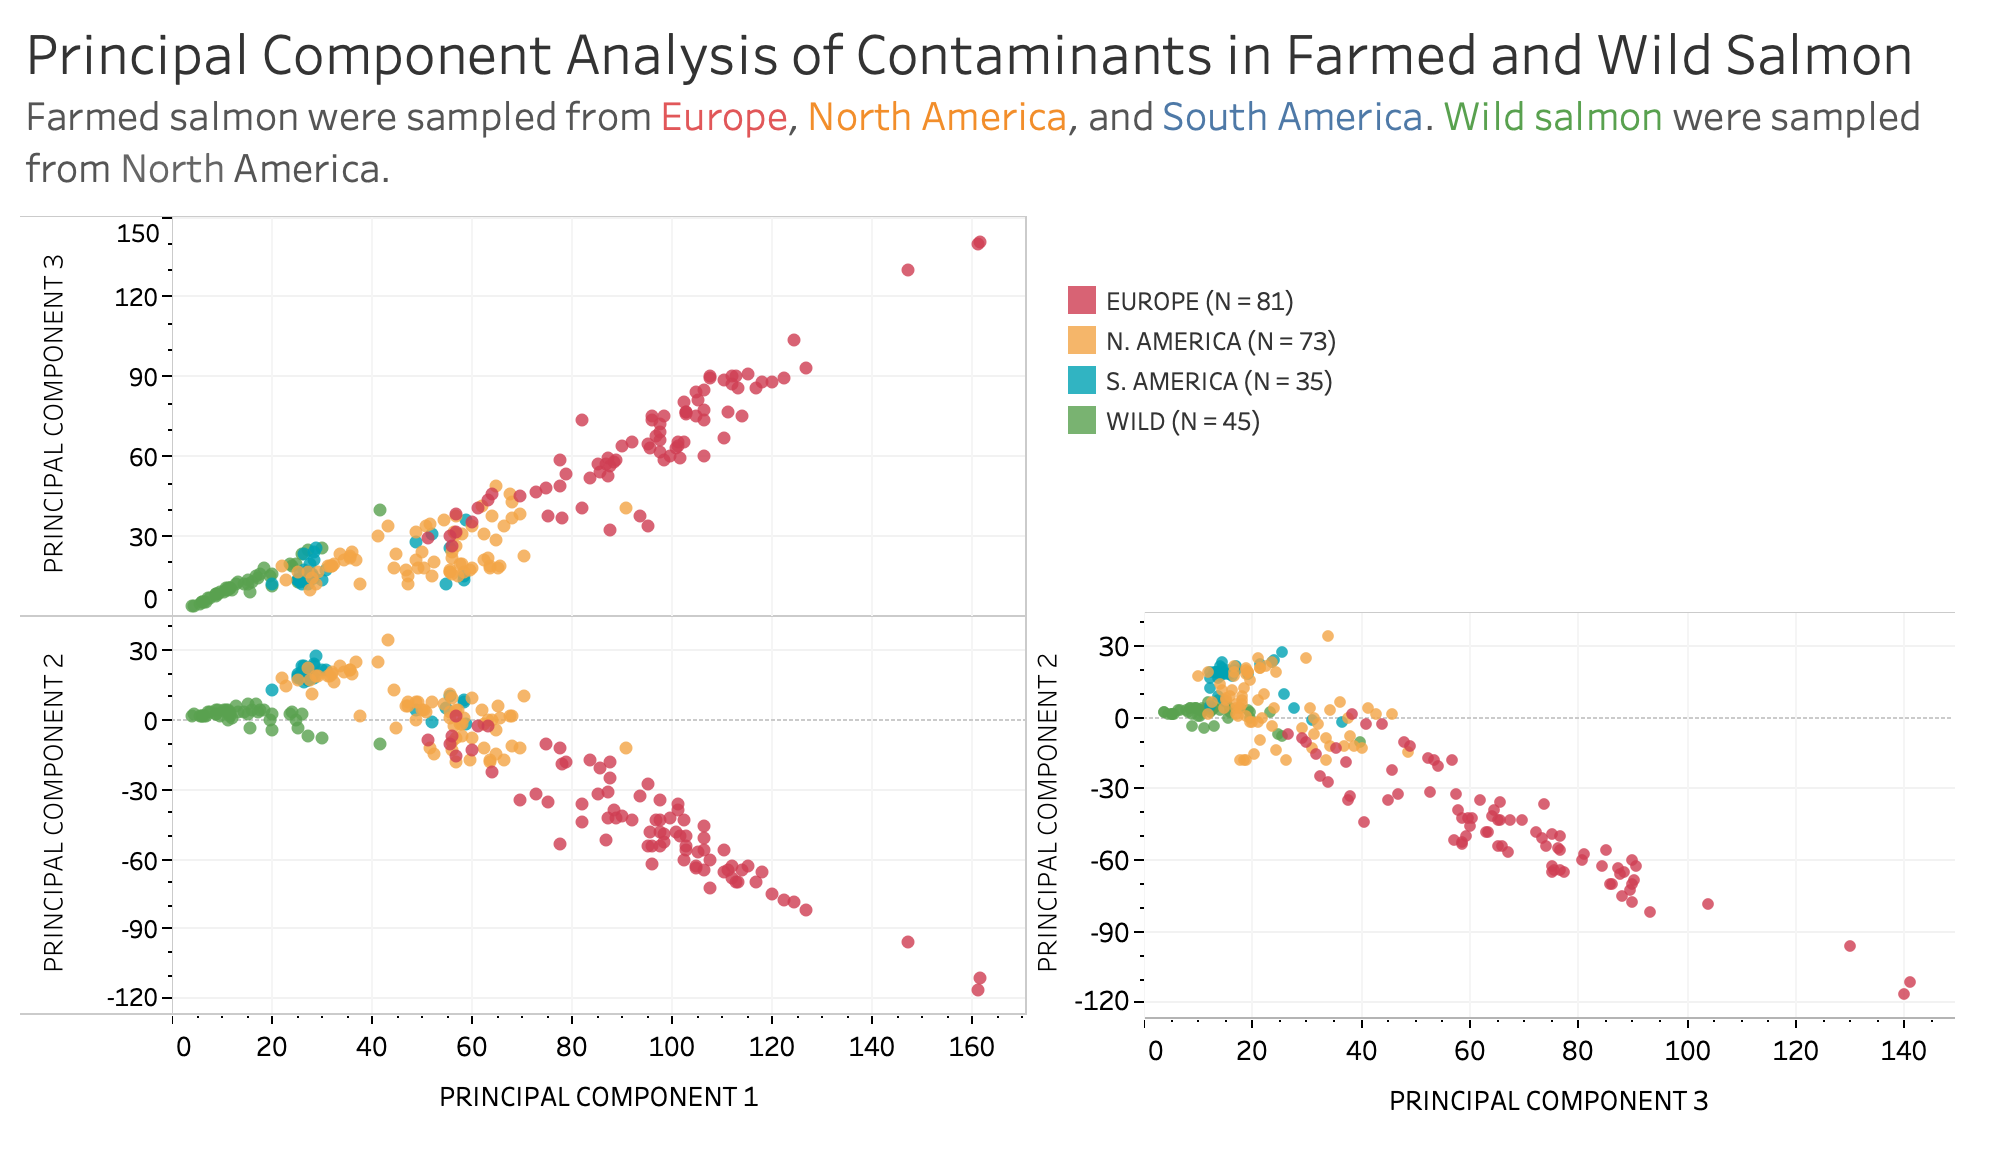 Principal Component Analysis of Contaminants in Farmed and Wild Salmon
Farmed salmon were sampled from Europe, North America, and South America. Wild salmon were sampled
from North America.
PRINCIPAL COMPONENT 3
150
120
90
60
30
0
EUROPE (N = 81)
N. AMERICA (N = 73)
S. AMERICA (N = 35)
WILD (N = 45)
PRINCIPAL COMPONENT 2
30
0
-30
-60
-90
-120
0 20 40 60 80 100 120 140 160
PRINCIPAL COMPONENT 1
PRINCIPAL COMPONENT 2
30
0
-30
-60
-90
-120
0 20 40 60 80 100 120 140
PRINCIPAL COMPONENT 3